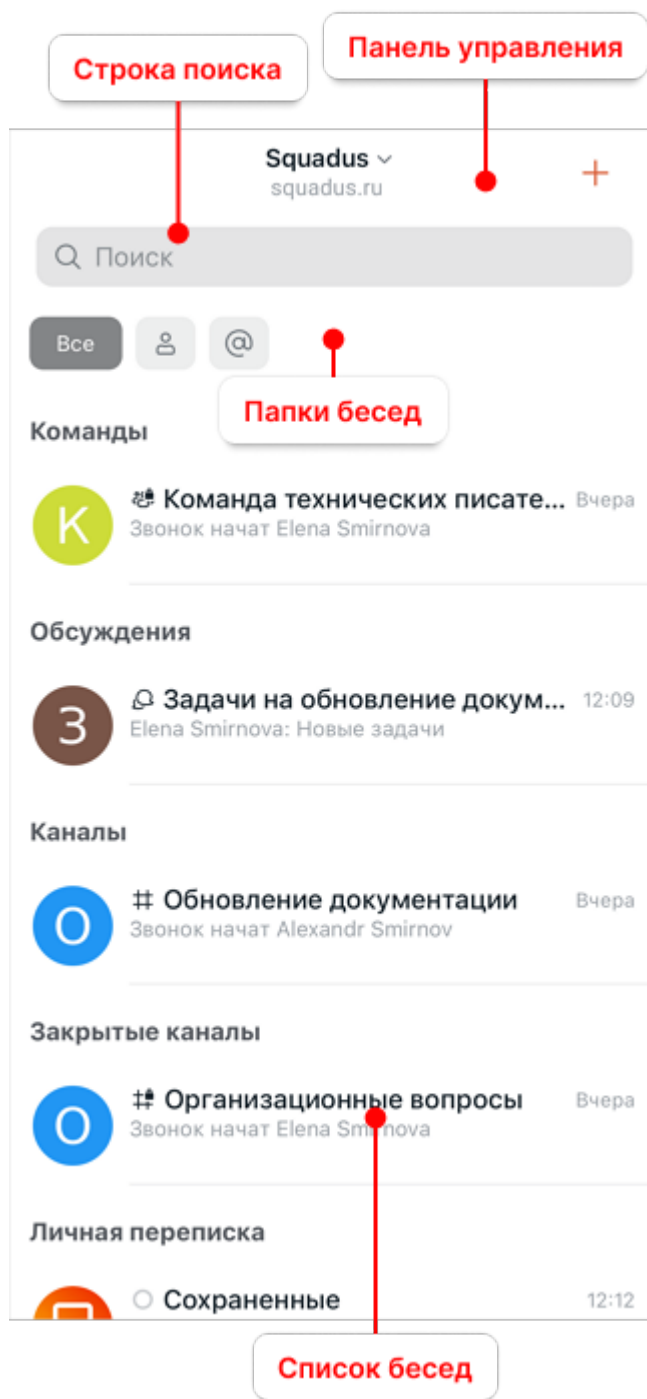 Панель управления
Строка поиска
Squadus
squadus.ru
Поиск
Все
Папки бесед
Команды
K
Команда технических писате... Вчера
Звонок начат Elena Smirnova
Обсуждения
З
Задачи на обновление докум... 12:09
Elena Smirnova: Новые задачи
Каналы
О
Обновление документации Вчера
Звонок начат Alexandr Smirnov
Закрытые каналы
О
Организационные вопросы Вчера
Звонок начат Elena Smirnova
Личная переписка
Сохраненные 12:12
Список бесед